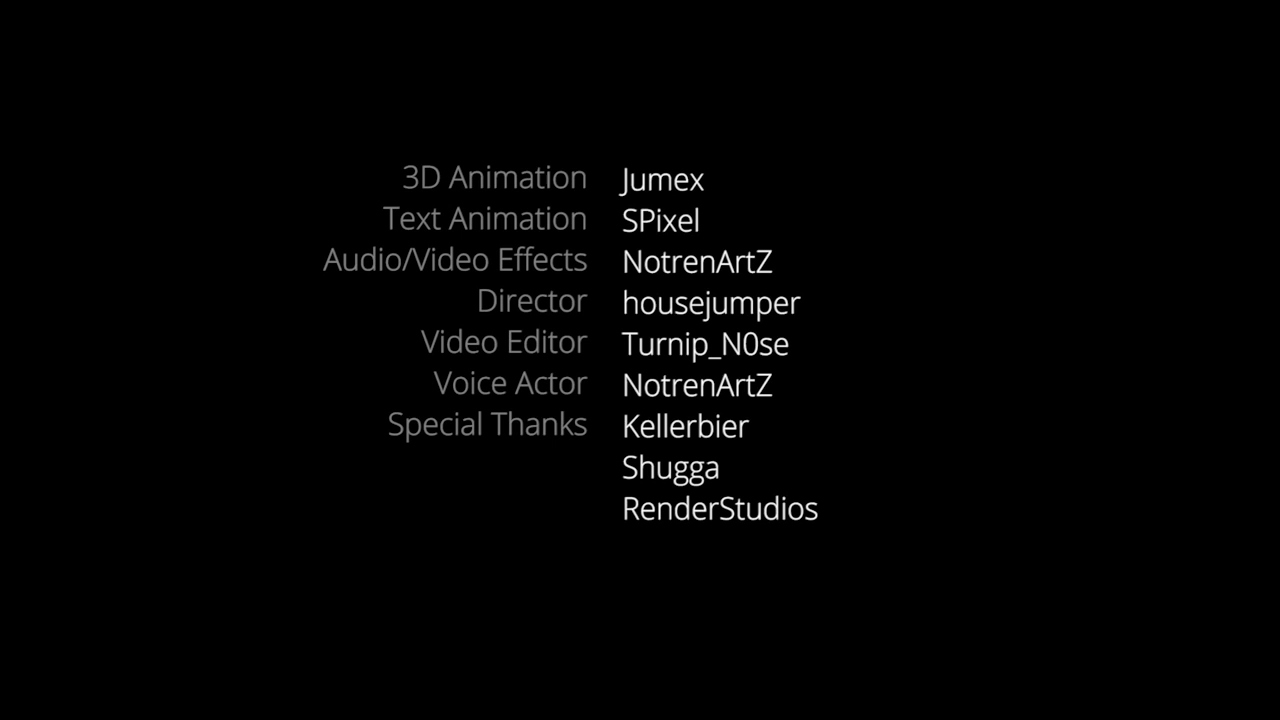 3D Animation Jumex
Text Animation SPixel
Audio/Video Effects NotrenArtZ
Director housejumper
Video Editor Turnip_N0se
Voice Actor NotrenArtZ
Special Thanks Kellerbier
Shugga
RenderStudios